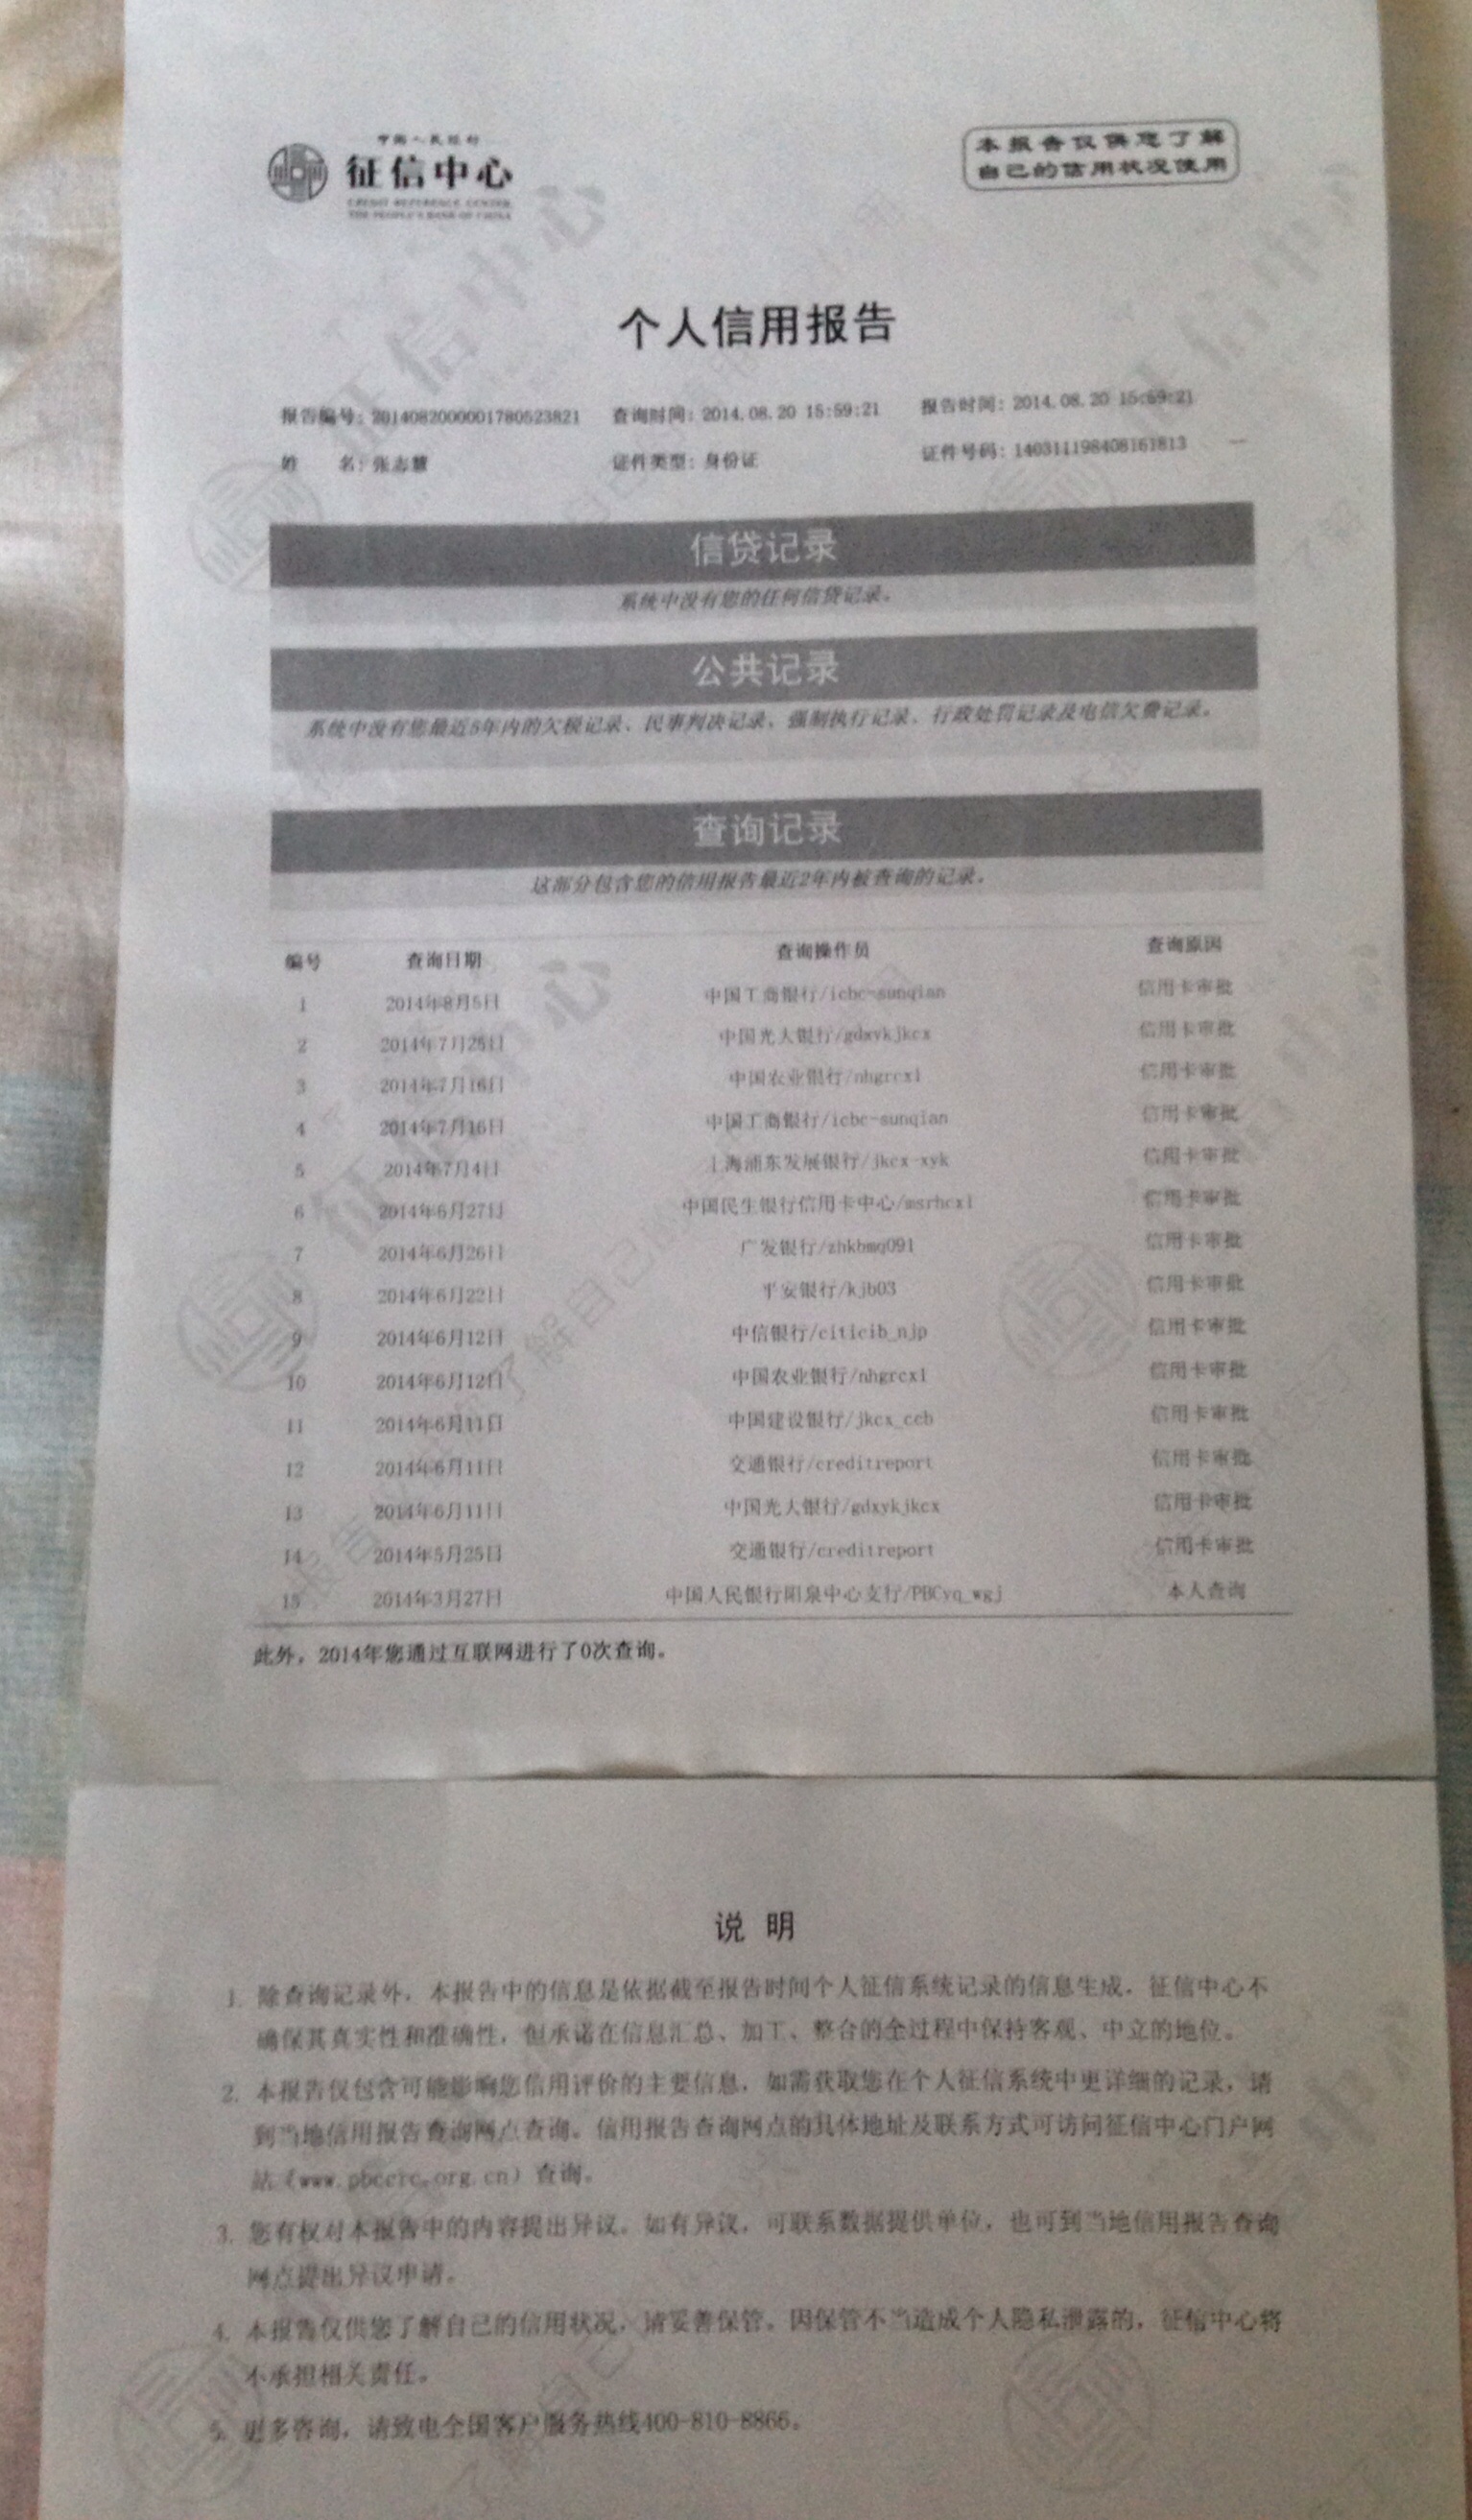 中国人民银行
征信中心
CREDIT REFERENCE CENTER,
THE PEOPLE'S BANK OF CHINA
本报告仅供您了解
自己的信用状况使用
个人信用报告
报告编号：2014082000001780523821 查询时间：2014.08.20 15:59:21 报告时间：2014.08.20 15:59:21
姓 名：张志慧 证件类型：身份证 证件号码：140311198408161813 —
信贷记录
系统中没有您的任何信贷记录。
公共记录
系统中没有您最近5年内的欠税记录、民事判决记录、强制执行记录、行政处罚记录及电信欠费记录。
查询记录
这部分包含您的信用报告最近2年内被查询的记录。
编号 查询日期 查询操作员 查询原因
1 2014年8月5日 中国工商银行/icbc-sunqian 信用卡审批
2 2014年7月25日 中国光大银行/gdxykjkcx 信用卡审批
3 2014年7月16日 中国农业银行/nhgrcx1 信用卡审批
4 2014年7月16日 中国工商银行/icbc-sunqian 信用卡审批
5 2014年7月4日 上海浦东发展银行/jkcx-xyk 信用卡审批
6 2014年6月27日 中国民生银行信用卡中心/msrhcx1 信用卡审批
7 2014年6月26日 广发银行/zhkbmq091 信用卡审批
8 2014年6月22日 平安银行/kjb03 信用卡审批
9 2014年6月12日 中信银行/citicib_njp 信用卡审批
10 2014年6月12日 中国农业银行/nhgrcx1 信用卡审批
11 2014年6月11日 中国建设银行/jkcx_ccb 信用卡审批
12 2014年6月11日 交通银行/creditreport 信用卡审批
13 2014年6月11日 中国光大银行/gdxykjkcx 信用卡审批
14 2014年5月25日 交通银行/creditreport 信用卡审批
15 2014年3月27日 中国人民银行阳泉中心支行/PBCyq_wgj 本人查询
此外，2014年您通过互联网进行了0次查询。
说 明
1. 除查询记录外，本报告中的信息是依据截至报告时间个人征信系统记录的信息生成，征信中心不
确保其真实性和准确性，但承诺在信息汇总、加工、整合的全过程中保持客观、中立的地位。
2. 本报告仅包含可能影响您信用评价的主要信息，如需获取您在个人征信系统中更详细的记录，请
到当地信用报告查询网点查询。信用报告查询网点的具体地址及联系方式可访问征信中心门户网
站（www.pbccrc.org.cn）查询。
3. 您有权对本报告中的内容提出异议。如有异议，可联系数据提供单位，也可到当地信用报告查询
网点提出异议申请。
4. 本报告仅供您了解自己的信用状况，请妥善保管。因保管不当造成个人隐私泄露的，征信中心将
不承担相关责任。
5. 更多咨询，请致电全国客户服务热线400-810-8866。